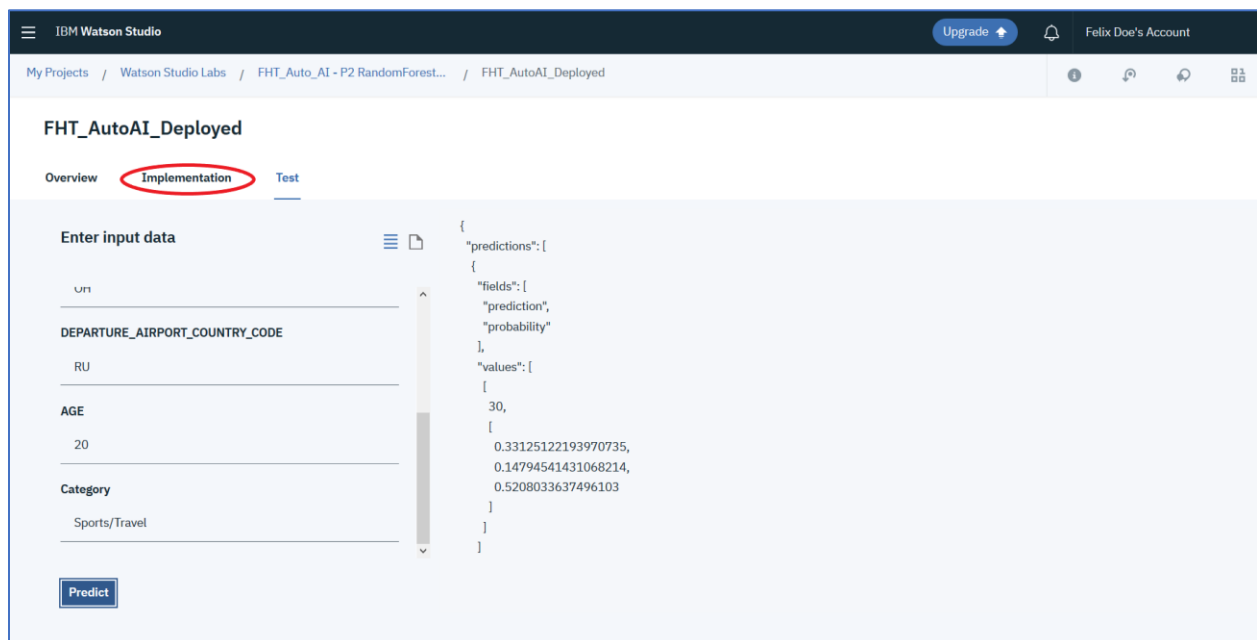 IBM Watson Studio
Upgrade
Felix Doe's Account
My Projects / Watson Studio Labs / FHT_Auto_AI - P2 RandomForest... / FHT_AutoAI_Deployed
FHT_AutoAI_Deployed
Overview
Implementation
Test
Enter input data
DEPARTURE_AIRPORT_COUNTRY_CODE
RU
AGE
20
Category
Sports/Travel
Predict
{
"predictions": [
{
"fields": [
"prediction",
"probability"
],
"values": [
[
30,
[
0.33125122193970735,
0.14794541431068214,
0.5208033637496103
]
]
]